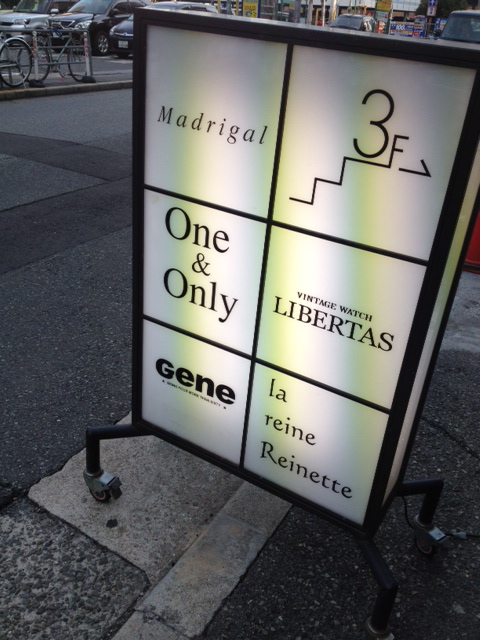 Madrigal
3F
One
&
Only
VINTAGE WATCH
LIBERTAS
Gene
la
reine
Reinette